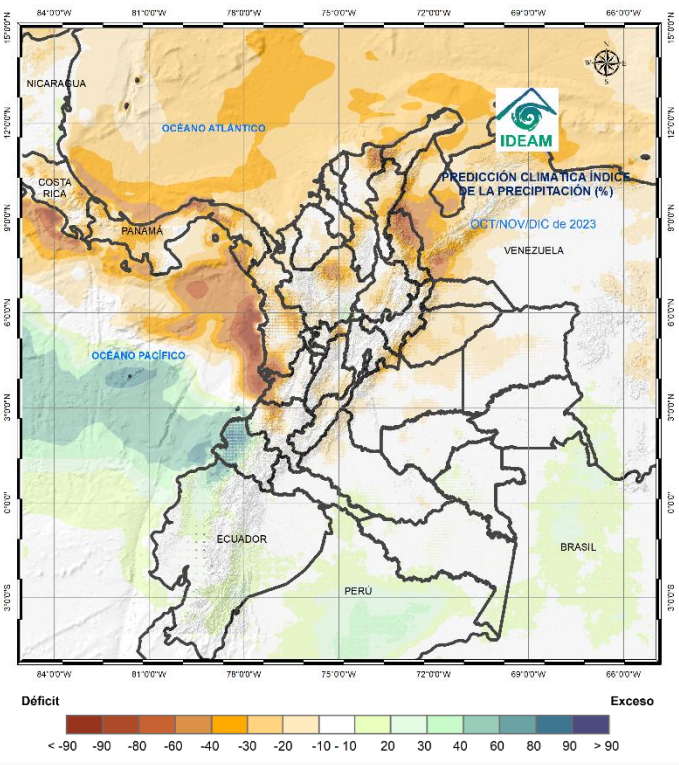 84°0'0"W 81°0'0"W 78°0'0"W 75°0'0"W 72°0'0"W 69°0'0"W 66°0'0"W
15°0'0"N 15°0'0"N
N
W E
S
NICARAGUA
12°0'0"N 12°0'0"N
OCÉANO ATLÁNTICO
IDEAM
PREDICCIÓN CLIMÁTICA ÍNDICE
DE LA PRECIPITACIÓN (%)
COSTA
RICA
9°0'0"N 9°0'0"N
OCT/NOV/DIC de 2023
PANAMÁ
VENEZUELA
6°0'0"N 6°0'0"N
OCÉANO PACÍFICO
3°0'0"N 3°0'0"N
0°0'0" 0°0'0"
ECUADOR
BRASIL
PERÚ
3°0'0"S 3°0'0"S
84°0'0"W 81°0'0"W 78°0'0"W 75°0'0"W 72°0'0"W 69°0'0"W 66°0'0"W
Déficit Exceso
< -90 -90 -80 -60 -40 -30 -20 -10 - 10 20 30 40 60 80 90 > 90